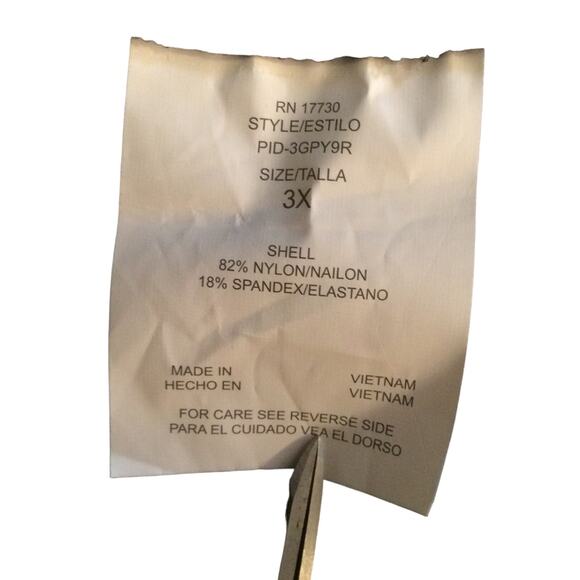 RN 17730
STYLE/ESTILO
PID-3GPY9R
SIZE/TALLA
3X
SHELL
82% NYLON/NAILON
18% SPANDEX/ELASTANO
MADE IN VIETNAM
HECHO EN VIETNAM
FOR CARE SEE REVERSE SIDE
PARA EL CUIDADO VEA EL DORSO